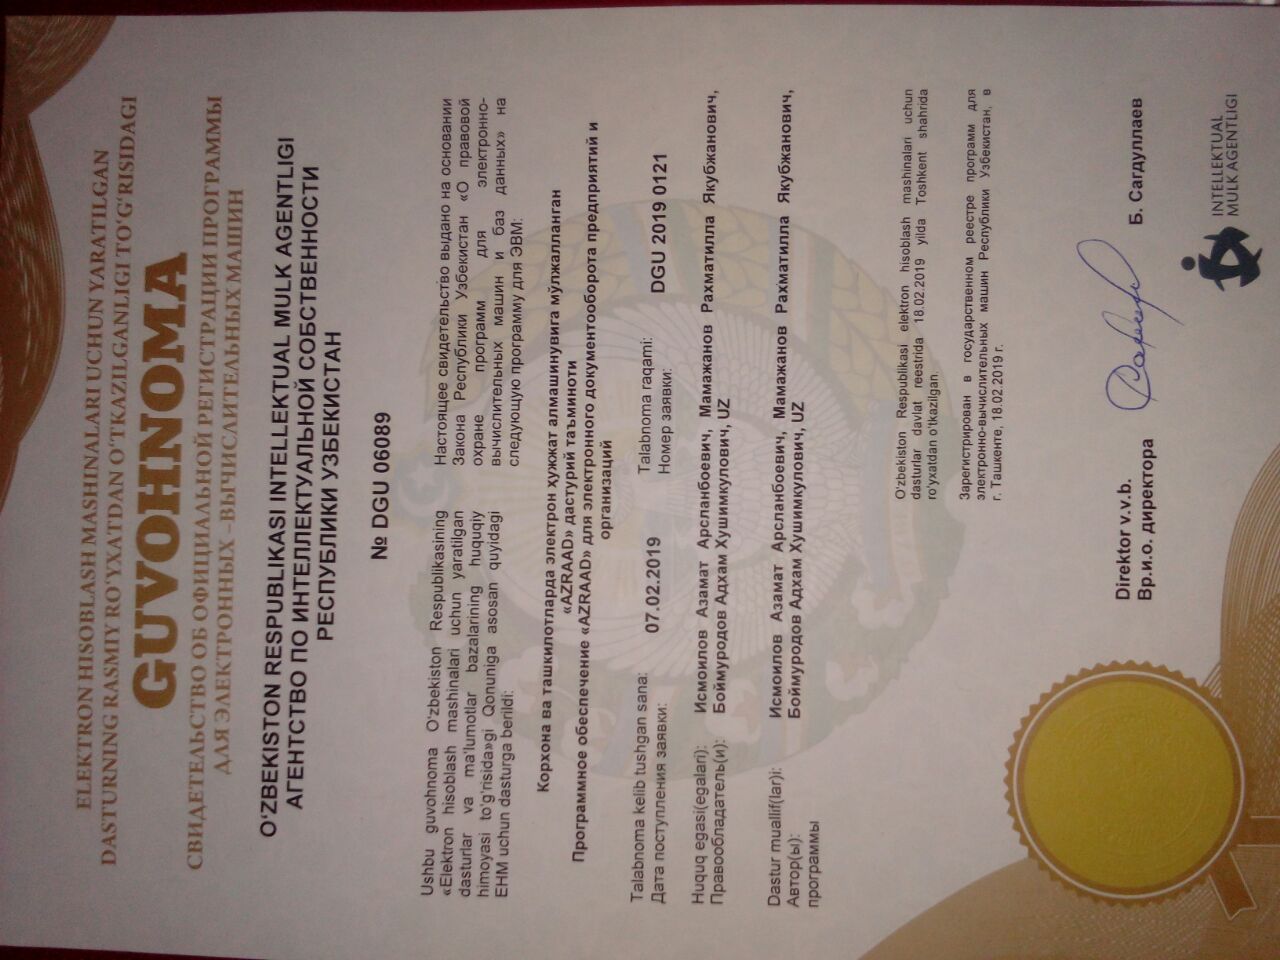 ELEKTRON HISOBLASH MASHINALARI UCHUN YARATILGAN
DASTURNING RASMIY RO'YXATDAN O'TKAZILGANLIGI TO'G'RISIDAGI
GUVOHNOMA
СВИДЕТЕЛЬСТВО ОБ ОФИЦИАЛЬНОЙ РЕГИСТРАЦИИ ПРОГРАММЫ
ДЛЯ ЭЛЕКТРОННЫХ –ВЫЧИСЛИТЕЛЬНЫХ МАШИН
O'ZBEKISTON RESPUBLIKASI INTELLEKTUAL MULK AGENTLIGI
АГЕНТСТВО ПО ИНТЕЛЛЕКТУАЛЬНОЙ СОБСТВЕННОСТИ
РЕСПУБЛИКИ УЗБЕКИСТАН
№ DGU 06089
Ushbu guvohnoma O'zbekiston Respublikasining
«Elektron hisoblash mashinalari uchun yaratilgan
dasturlar va ma'lumotlar bazalarining huquqiy
himoyasi to'g'risida»gi Qonuniga asosan quyidagi
EHM uchun dasturga berildi:
Настоящее свидетельство выдано на основании
Закона Республики Узбекистан «О правовой
охране программ для электронно-
вычислительных машин и баз данных» на
следующую программу для ЭВМ:
Корхона ва ташкилотларда электрон ҳужжат алмашинувига мўлжалланган
«AZRAAD» дастурий таъминоти
Программное обеспечение «AZRAAD» для электронного документооборота предприятий и
организаций
Talabnoma kelib tushgan sana:
Дата поступления заявки:
07.02.2019
Talabnoma raqami:
Номер заявки:
DGU 2019 0121
Huquq egasi(egalari):
Правообладатель(и):
Исмоилов Азамат Арсланбоевич, Мамажанов Рахматилла Якубжанович,
Боймуродов Адхам Хушимкулович, UZ
Dastur muallif(lar)i:
Автор(ы):
программы
Исмоилов Азамат Арсланбоевич, Мамажанов Рахматилла Якубжанович,
Боймуродов Адхам Хушимкулович, UZ
O'zbekiston Respublikasi elektron hisoblash mashinalari uchun
dasturlar davlat reestrida 18.02.2019 yilda Toshkent shahrida
ro'yxatdan o'tkazilgan.
Зарегистрирован в государственном реестре программ для
электронно-вычислительных машин Республики Узбекистан, в
г. Ташкенте, 18.02.2019 г.
Direktor v.v.b.
Вр.и.о. директора
Б. Сагдуллаев
INTELLEKTUAL
MULK AGENTLIGI